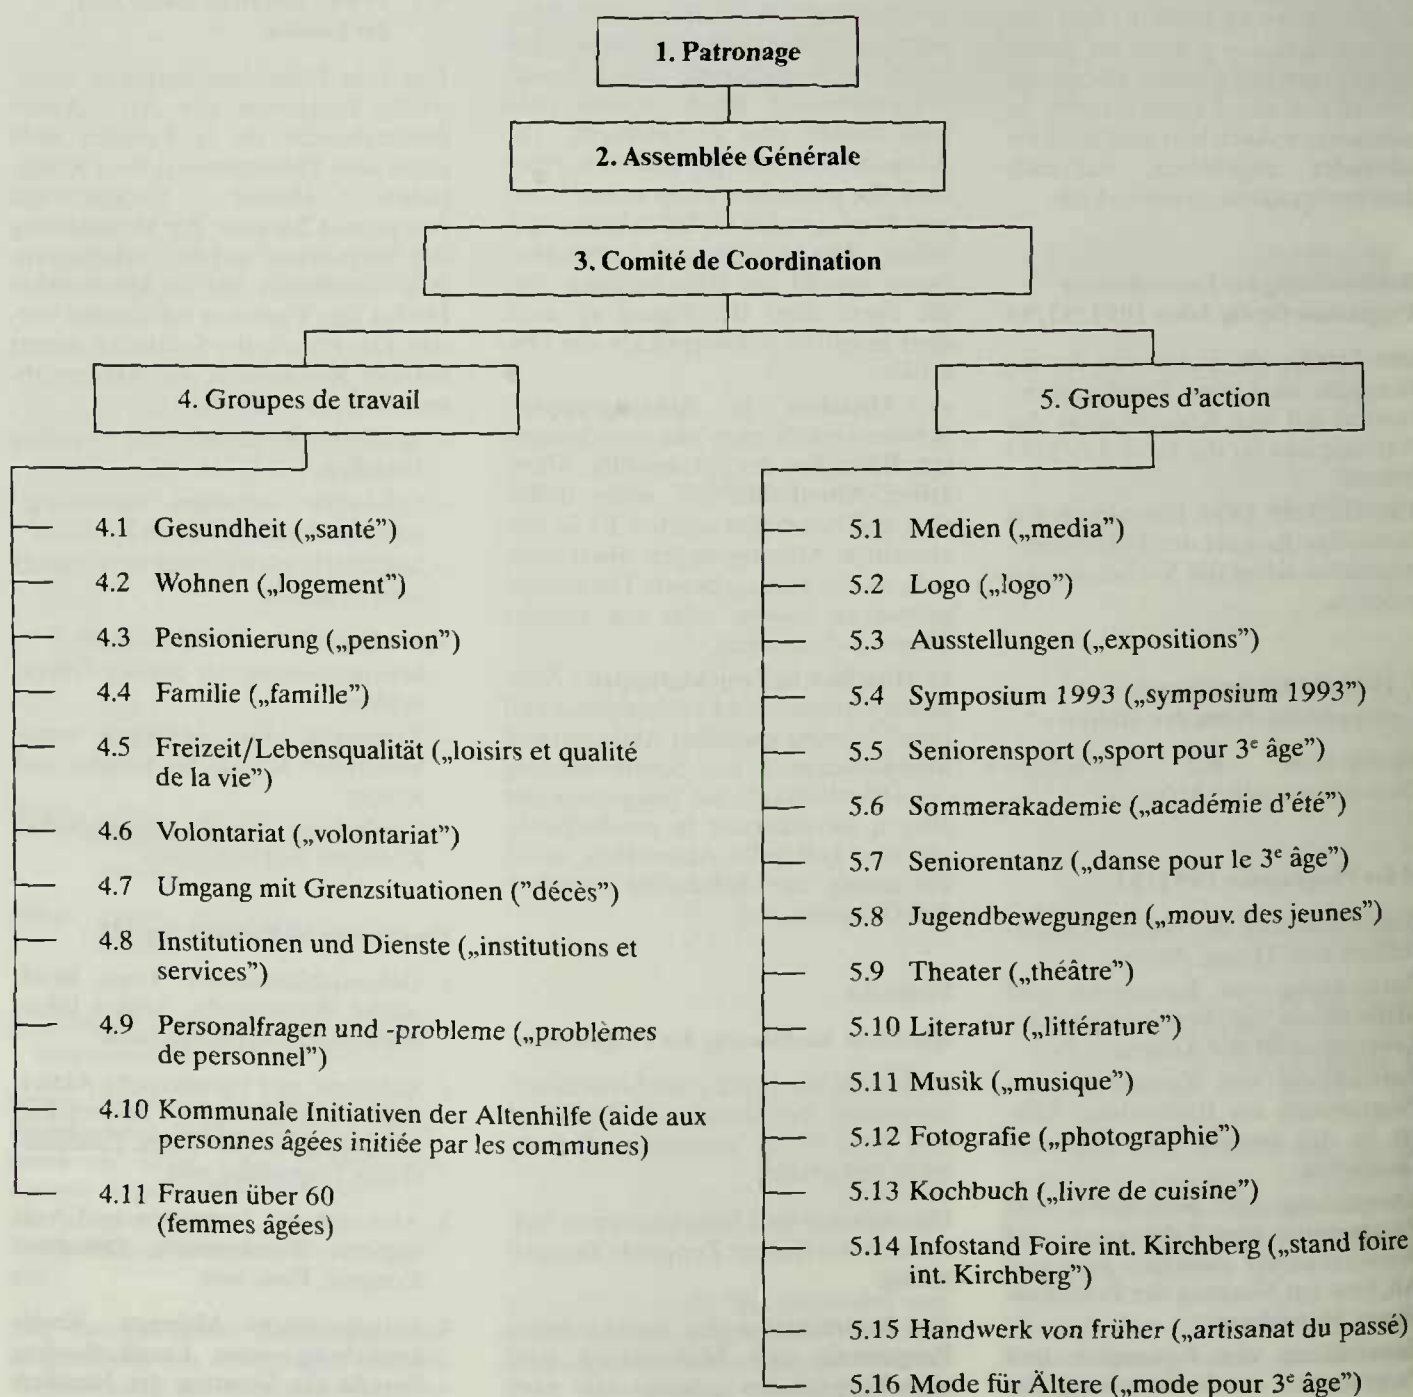 1. Patronage
2. Assemblée Générale
3. Comité de Coordination
4. Groupes de travail
4.1 Gesundheit („santé”)
4.2 Wohnen („logement”)
4.3 Pensionierung („pension”)
4.4 Familie („famille”)
4.5 Freizeit/Lebensqualität („loisirs et qualité
de la vie”)
4.6 Volontariat („volontariat”)
4.7 Umgang mit Grenzsituationen ("décès”)
4.8 Institutionen und Dienste („institutions et
services”)
4.9 Personalfragen und -probleme („problèmes
de personnel”)
4.10 Kommunale Initiativen der Altenhilfe (aide aux
personnes âgées initiée par les communes)
4.11 Frauen über 60
(femmes âgées)
5. Groupes d'action
5.1 Medien („media”)
5.2 Logo („logo”)
5.3 Ausstellungen („expositions”)
5.4 Symposium 1993 („symposium 1993”)
5.5 Seniorensport („sport pour 3e âge”)
5.6 Sommerakademie („académie d'été”)
5.7 Seniorentanz („danse pour le 3e âge”)
5.8 Jugendbewegungen („mouv. des jeunes”)
5.9 Theater („théâtre”)
5.10 Literatur („littérature”)
5.11 Musik („musique”)
5.12 Fotografie („photographie”)
5.13 Kochbuch („livre de cuisine”)
5.14 Infostand Foire int. Kirchberg („stand foire
int. Kirchberg”)
5.15 Handwerk von früher („artisanat du passé)
5.16 Mode für Ältere („mode pour 3e âge”)